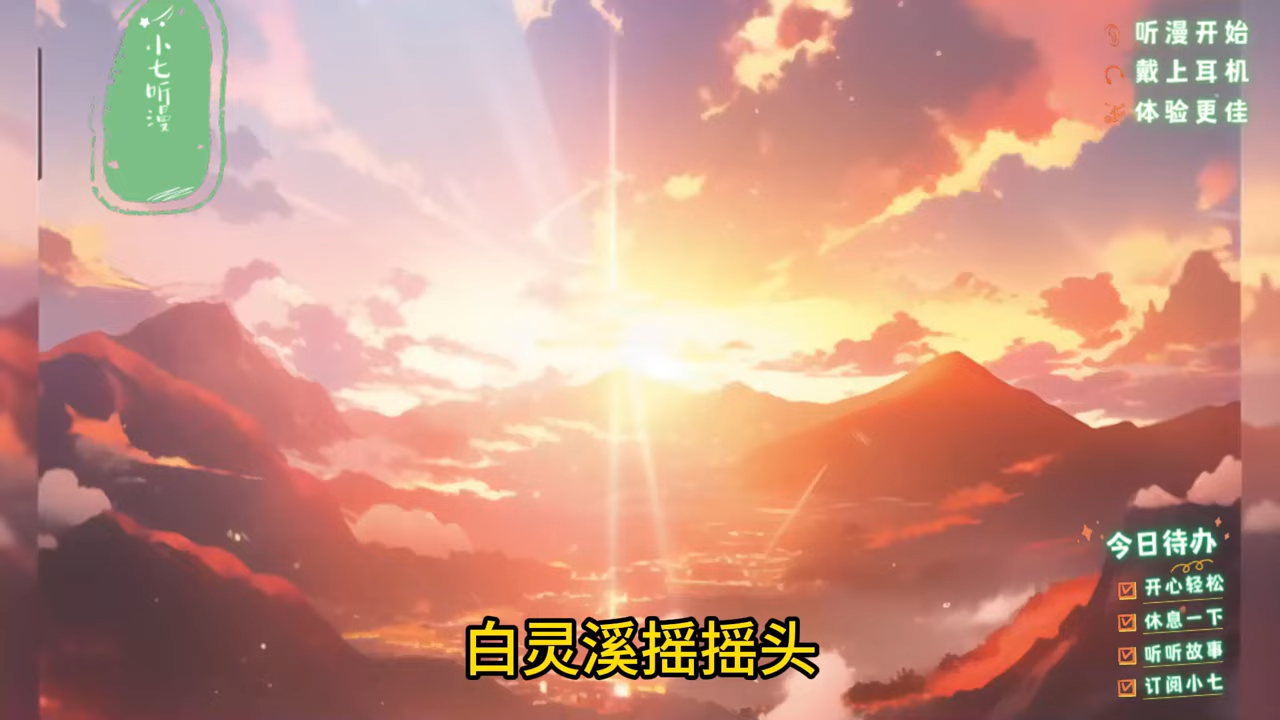 小七听漫
听漫开始
戴上耳机
体验更佳
今日待办
开心轻松
休息一下
听听故事
订阅小七
白灵溪摇摇头